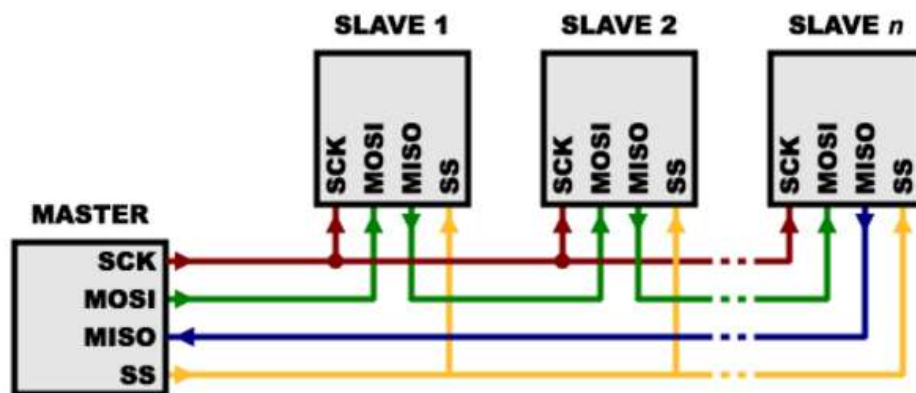 SLAVE 1 SLAVE 2 SLAVE n
SCK MOSI MISO SS SCK MOSI MISO SS SCK MOSI MISO SS
MASTER
SCK
MOSI
MISO
SS